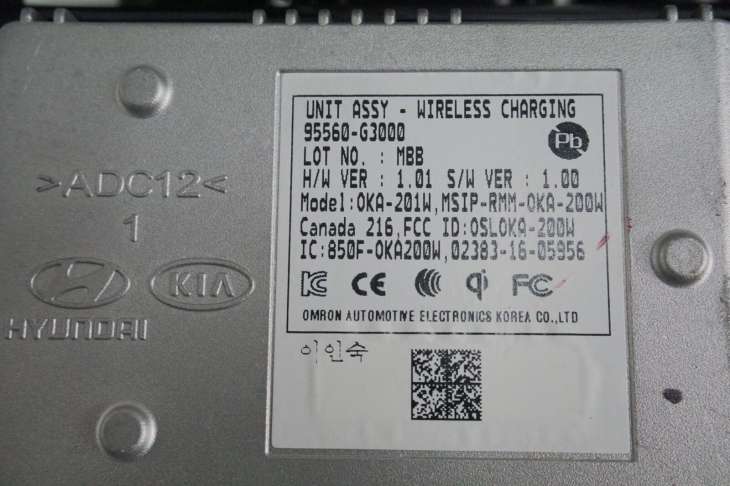 >ADC12<
1
HYUNDAI
KIA
UNIT ASSY - WIRELESS CHARGING
95560-G3000
Pb
LOT NO. : MBB
H/W VER : 1.01 S/W VER : 1.00
Model:OKA-201W,MSIP-RMM-OKA-200W
Canada 216,FCC ID:OSLOKA-200W
IC:850F-OKA200W,02383-16-05956
CE
FC
OMRON AUTOMOTIVE ELECTRONICS KOREA CO.,LTD
이인숙